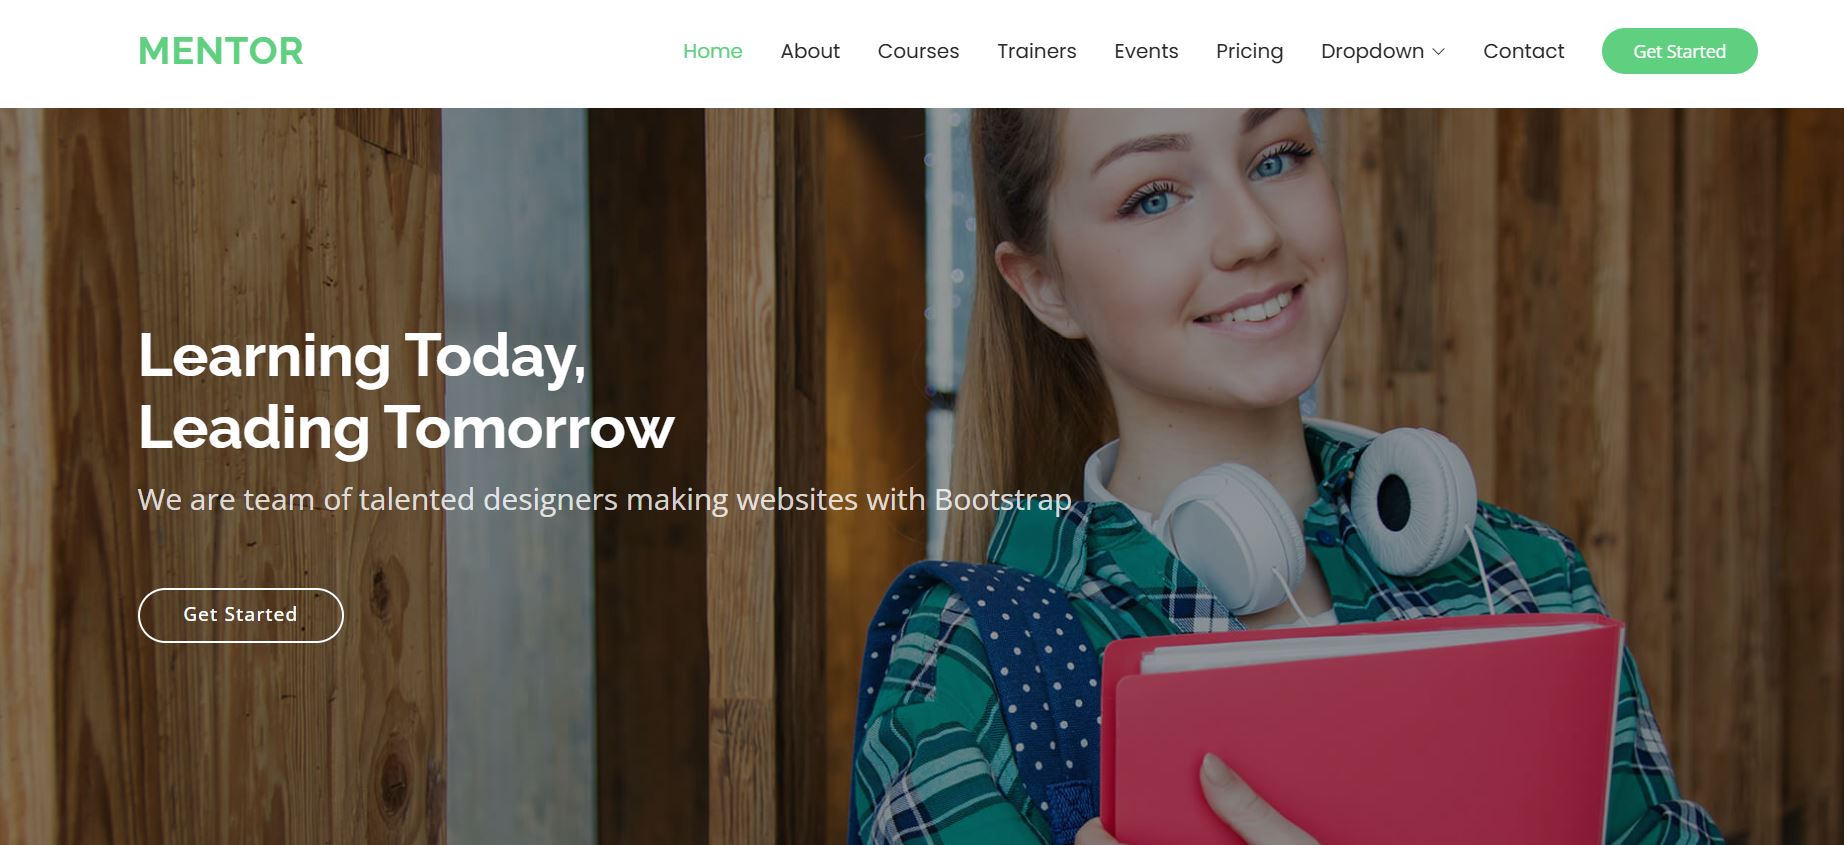 MENTOR
Home About Courses Trainers Events Pricing Dropdown Contact Get Started
Learning Today,
Leading Tomorrow
We are team of talented designers making websites with Bootstrap
Get Started